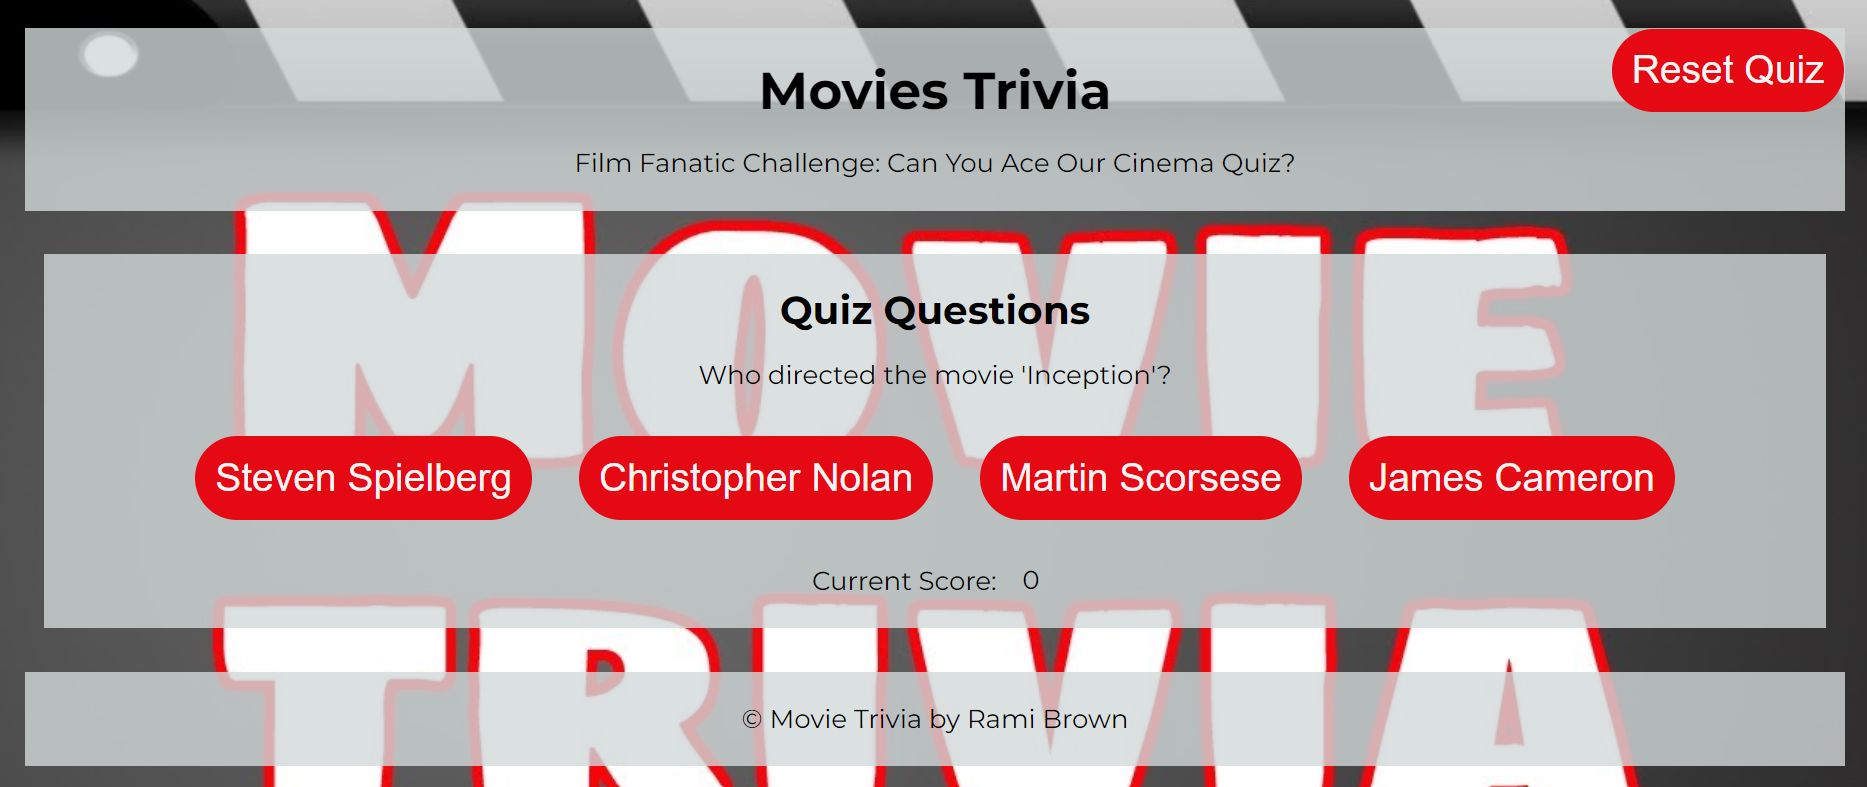 Movies Trivia
Reset Quiz
Film Fanatic Challenge: Can You Ace Our Cinema Quiz?
MOVIE
Quiz Questions
Who directed the movie 'Inception'?
Steven Spielberg
Christopher Nolan
Martin Scorsese
James Cameron
Current Score: 0
TRIVIA
© Movie Trivia by Rami Brown